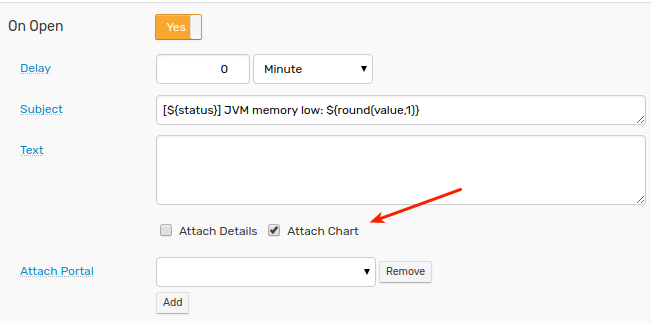 On Open Yes
Delay 0 Minute
Subject [${status}] JVM memory low: ${round(value,1)}
Text
Attach Details Attach Chart
Attach Portal Remove
Add